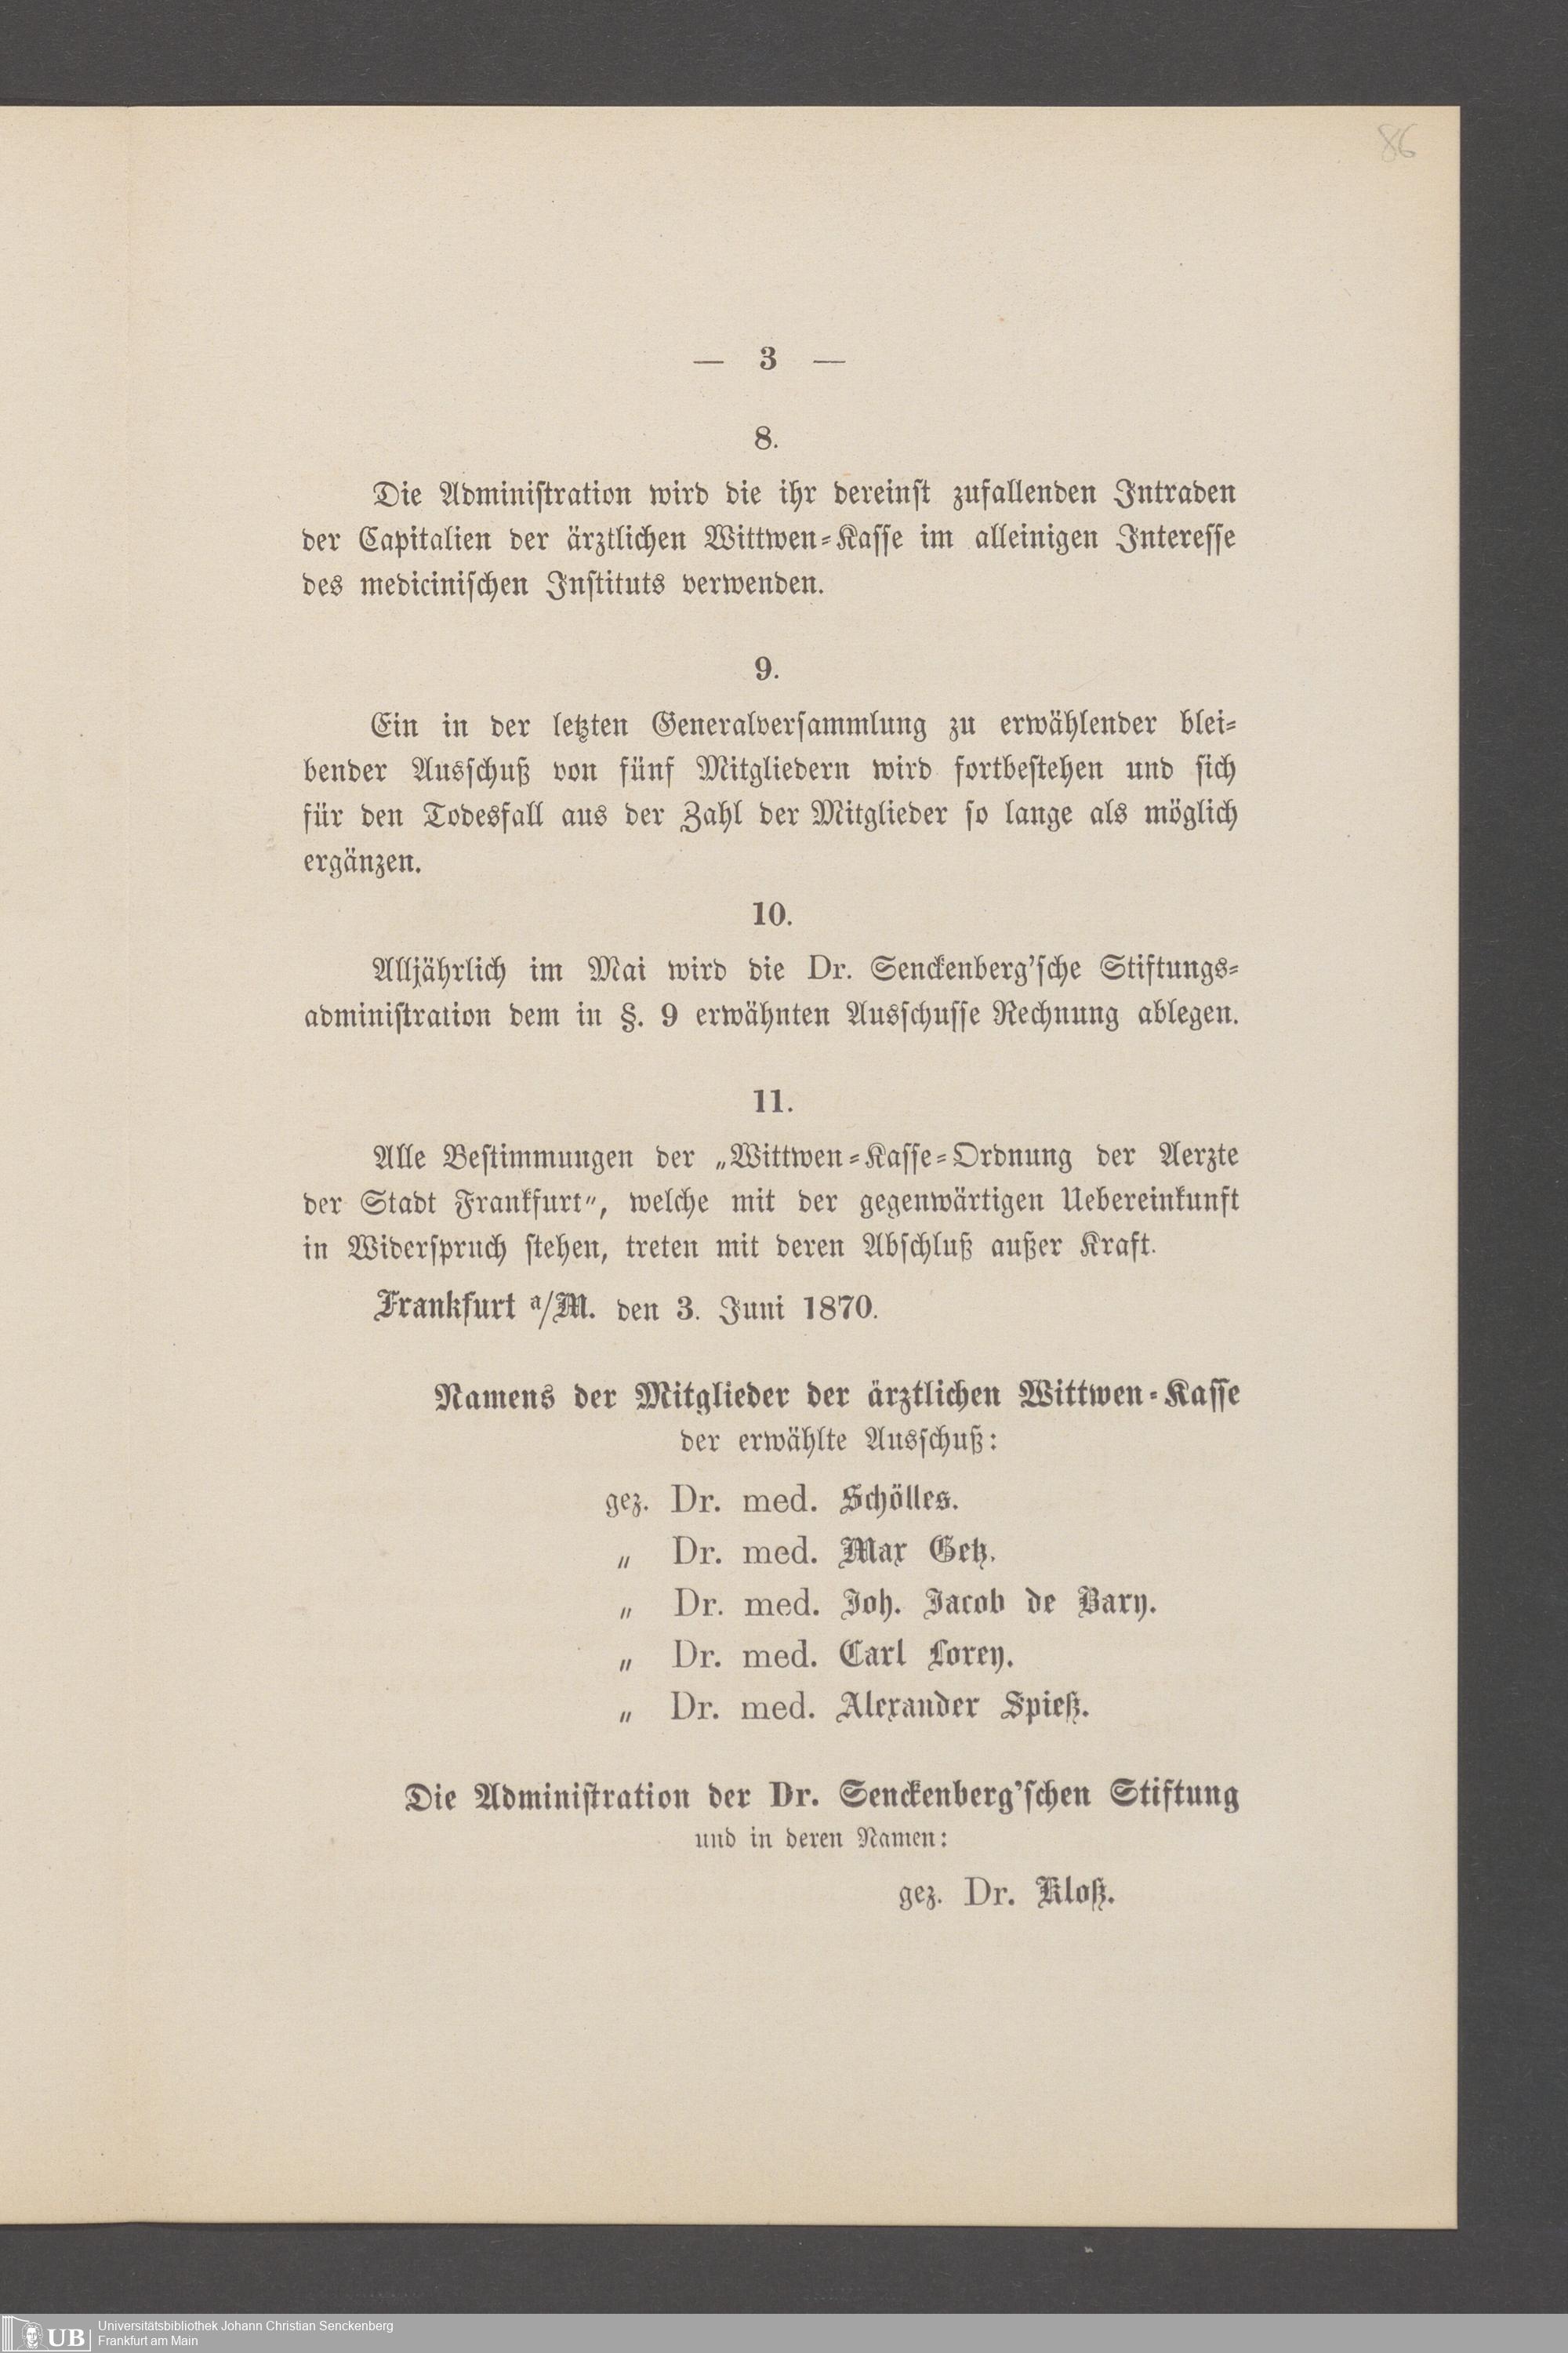 86
— 3 —
8.
Die Administration wird die ihr dereinst zufallenden Intraden
der Capitalien der ärztlichen Wittwen-Kasse im alleinigen Interesse
des medicinischen Instituts verwenden.
9.
Ein in der letzten Generalversammlung zu erwählender blei-
bender Ausschuß von fünf Mitgliedern wird fortbestehen und sich
für den Todesfall aus der Zahl der Mitglieder so lange als möglich
ergänzen.
10.
Alljährlich im Mai wird die Dr. Senckenberg'sche Stiftungs-
administration dem in §. 9 erwähnten Ausschusse Rechnung ablegen.
11.
Alle Bestimmungen der „Wittwen-Kasse-Ordnung der Aerzte
der Stadt Frankfurt", welche mit der gegenwärtigen Uebereinkunft
in Widerspruch stehen, treten mit deren Abschluß außer Kraft.
Frankfurt a/M. den 3. Juni 1870.
Namens der Mitglieder der ärztlichen Wittwen-Kasse
der erwählte Ausschuß:
gez. Dr. med. Schölles.
„ Dr. med. Max Getz.
„ Dr. med. Joh. Jacob de Bary.
„ Dr. med. Carl Lorey.
„ Dr. med. Alexander Spieß.
Die Administration der Dr. Senckenberg'schen Stiftung
und in deren Namen:
gez. Dr. Kloß.
UB Universitätsbibliothek Johann Christian Senckenberg
Frankfurt am Main